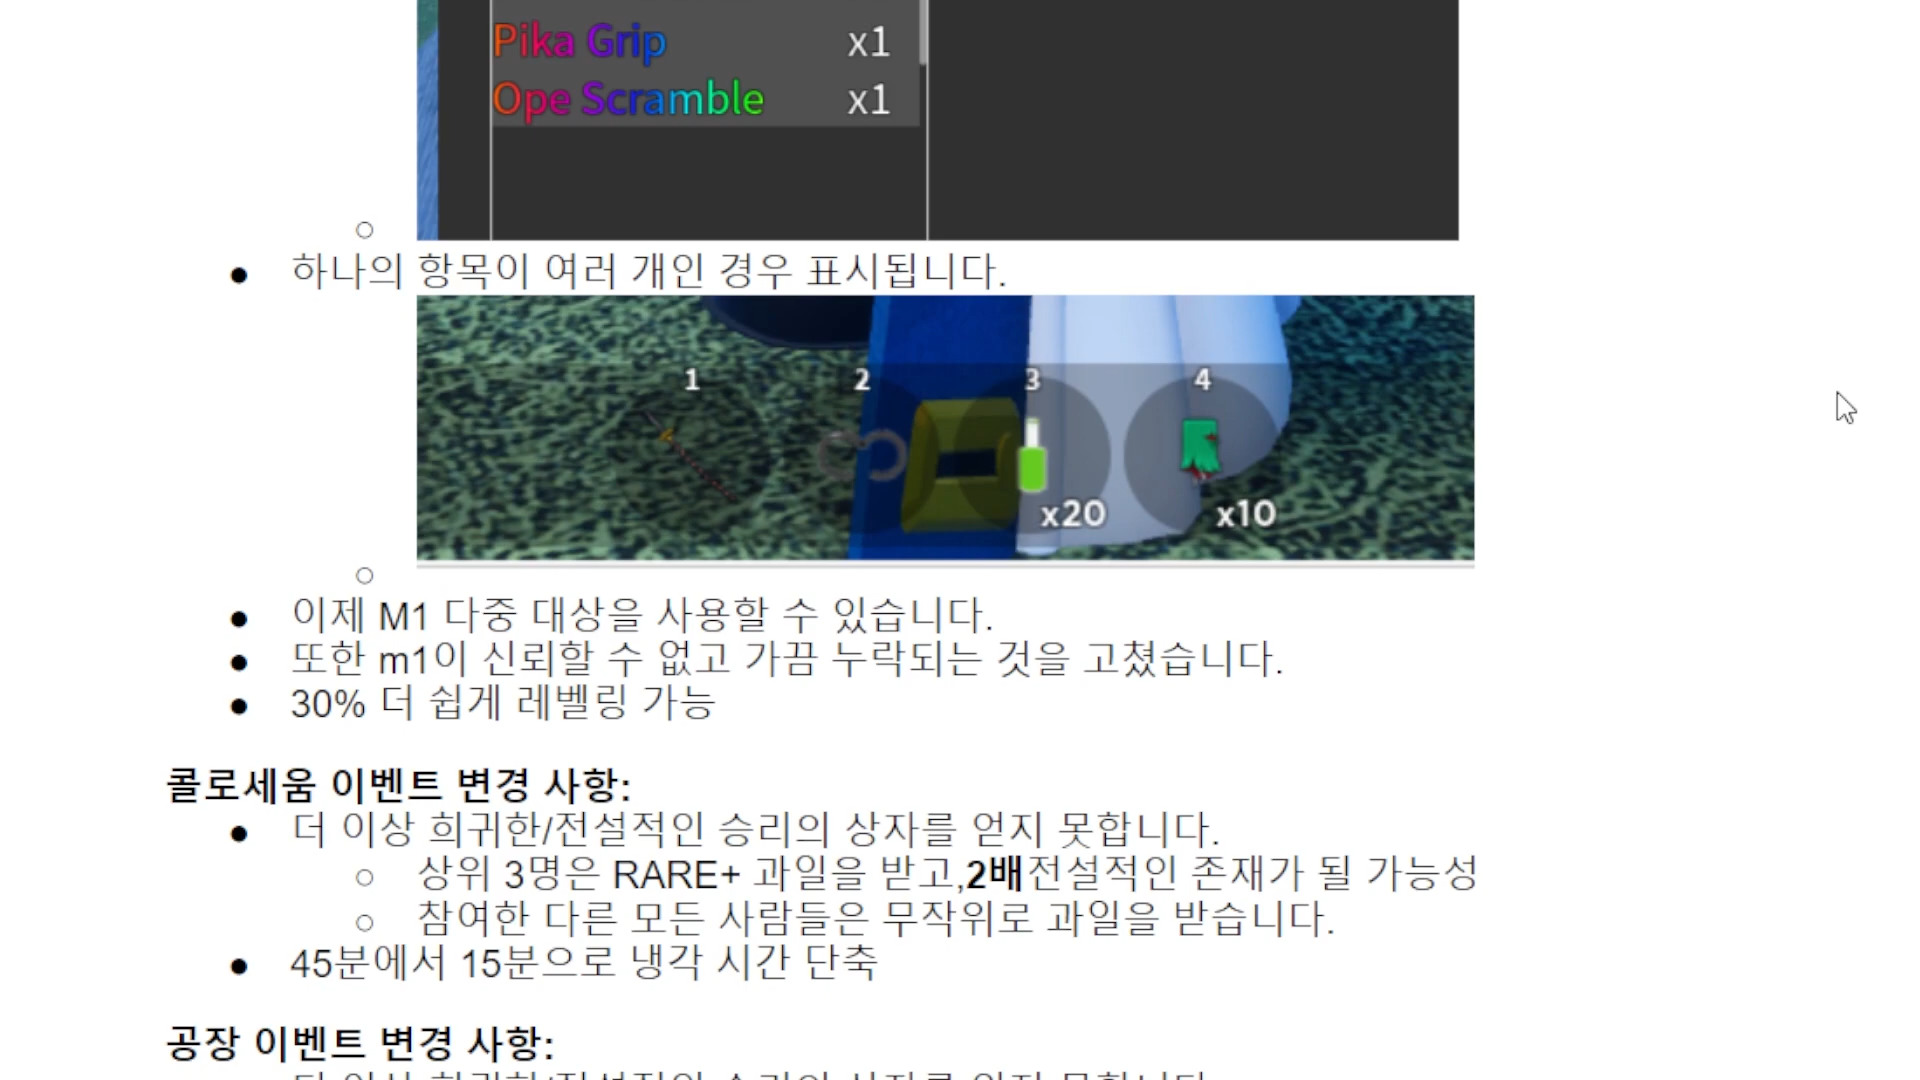 Pika Grip x1
Ope Scramble x1
하나의 항목이 여러 개인 경우 표시됩니다.
1 2 3 4
x20 x10
이제 M1 다중 대상을 사용할 수 있습니다.
또한 m1이 신뢰할 수 없고 가끔 누락되는 것을 고쳤습니다.
30% 더 쉽게 레벨링 가능
콜로세움 이벤트 변경 사항:
더 이상 희귀한/전설적인 승리의 상자를 얻지 못합니다.
상위 3명은 RARE+ 과일을 받고,2배전설적인 존재가 될 가능성
참여한 다른 모든 사람들은 무작위로 과일을 받습니다.
45분에서 15분으로 냉각 시간 단축
공장 이벤트 변경 사항: